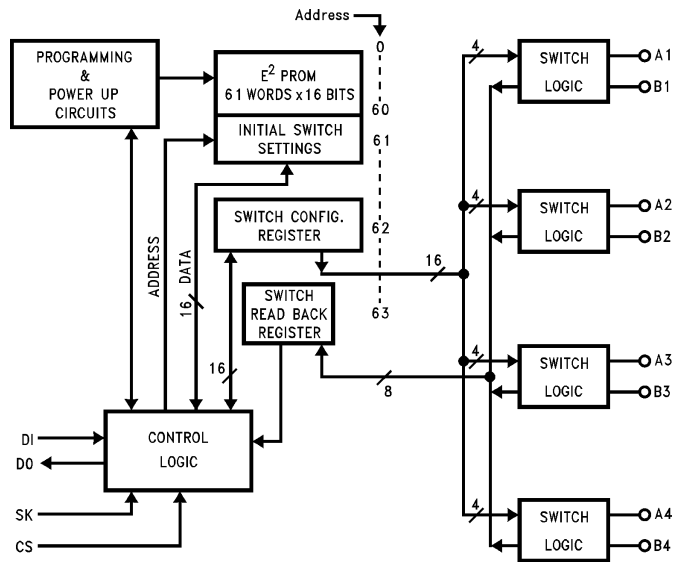 Address
0
PROGRAMMING
&
POWER UP
CIRCUITS
E² PROM
61 WORDS x 16 BITS
60
INITIAL SWITCH
SETTINGS
61
SWITCH CONFIG.
REGISTER
62
16
SWITCH
READ BACK
REGISTER
63
8
ADDRESS
16 DATA
16
CONTROL
LOGIC
DI
DO
SK
CS
4
SWITCH
LOGIC
A1
B1
4
SWITCH
LOGIC
A2
B2
4
SWITCH
LOGIC
A3
B3
4
SWITCH
LOGIC
A4
B4